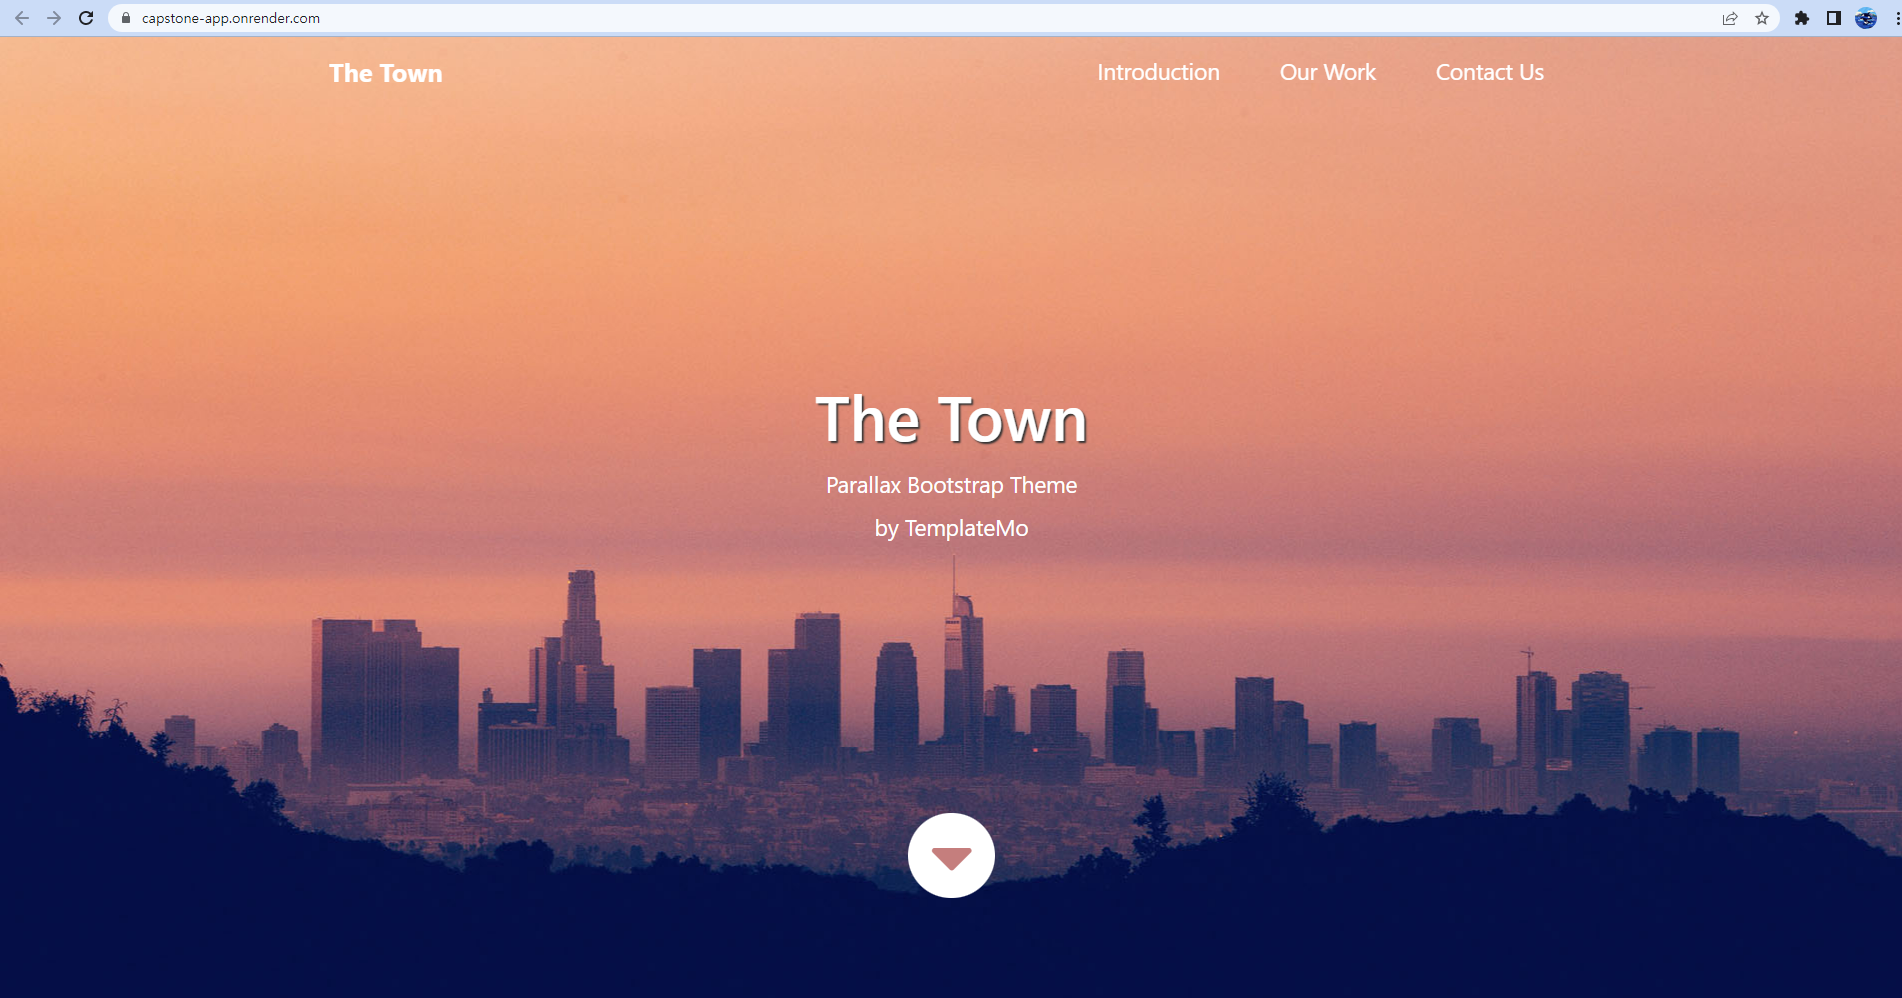 capstone-app.onrender.com
The Town
Introduction
Our Work
Contact Us
The Town
Parallax Bootstrap Theme
by TemplateMo